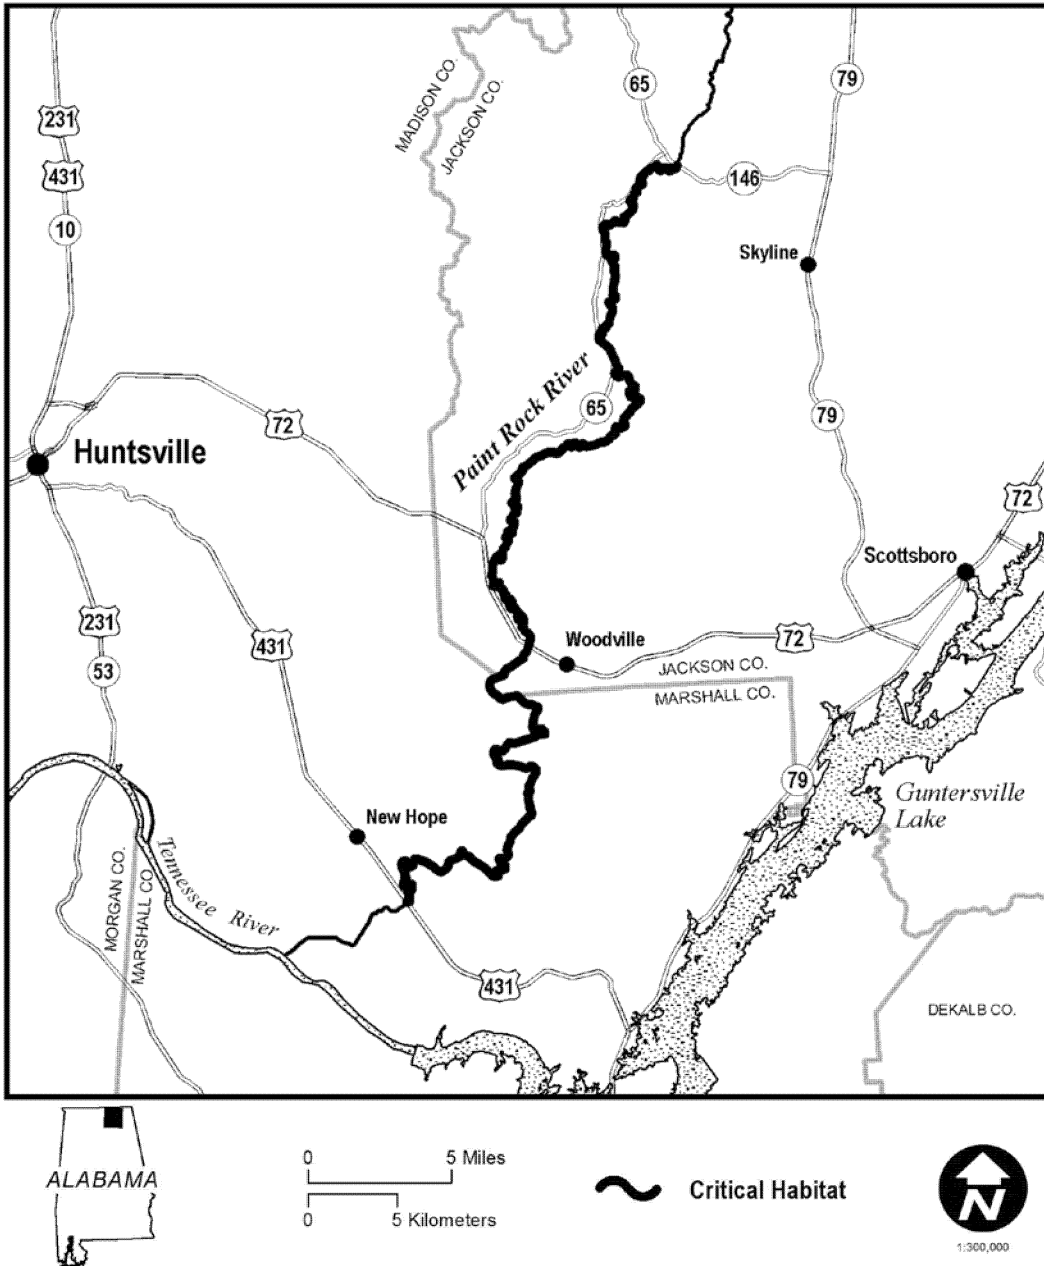 65
79
MADISON CO.
JACKSON CO.
231
431
146
10
Skyline
Paint Rock River
65
79
72
Huntsville
72
Scottsboro
231
Woodville
72
431
53
JACKSON CO.
MARSHALL CO.
79
Guntersville
Lake
New Hope
Tennessee River
MORGAN CO.
MARSHALL CO.
431
DEKALB CO.
ALABAMA
0 5 Miles
0 5 Kilometers
Critical Habitat
N
1:300,000